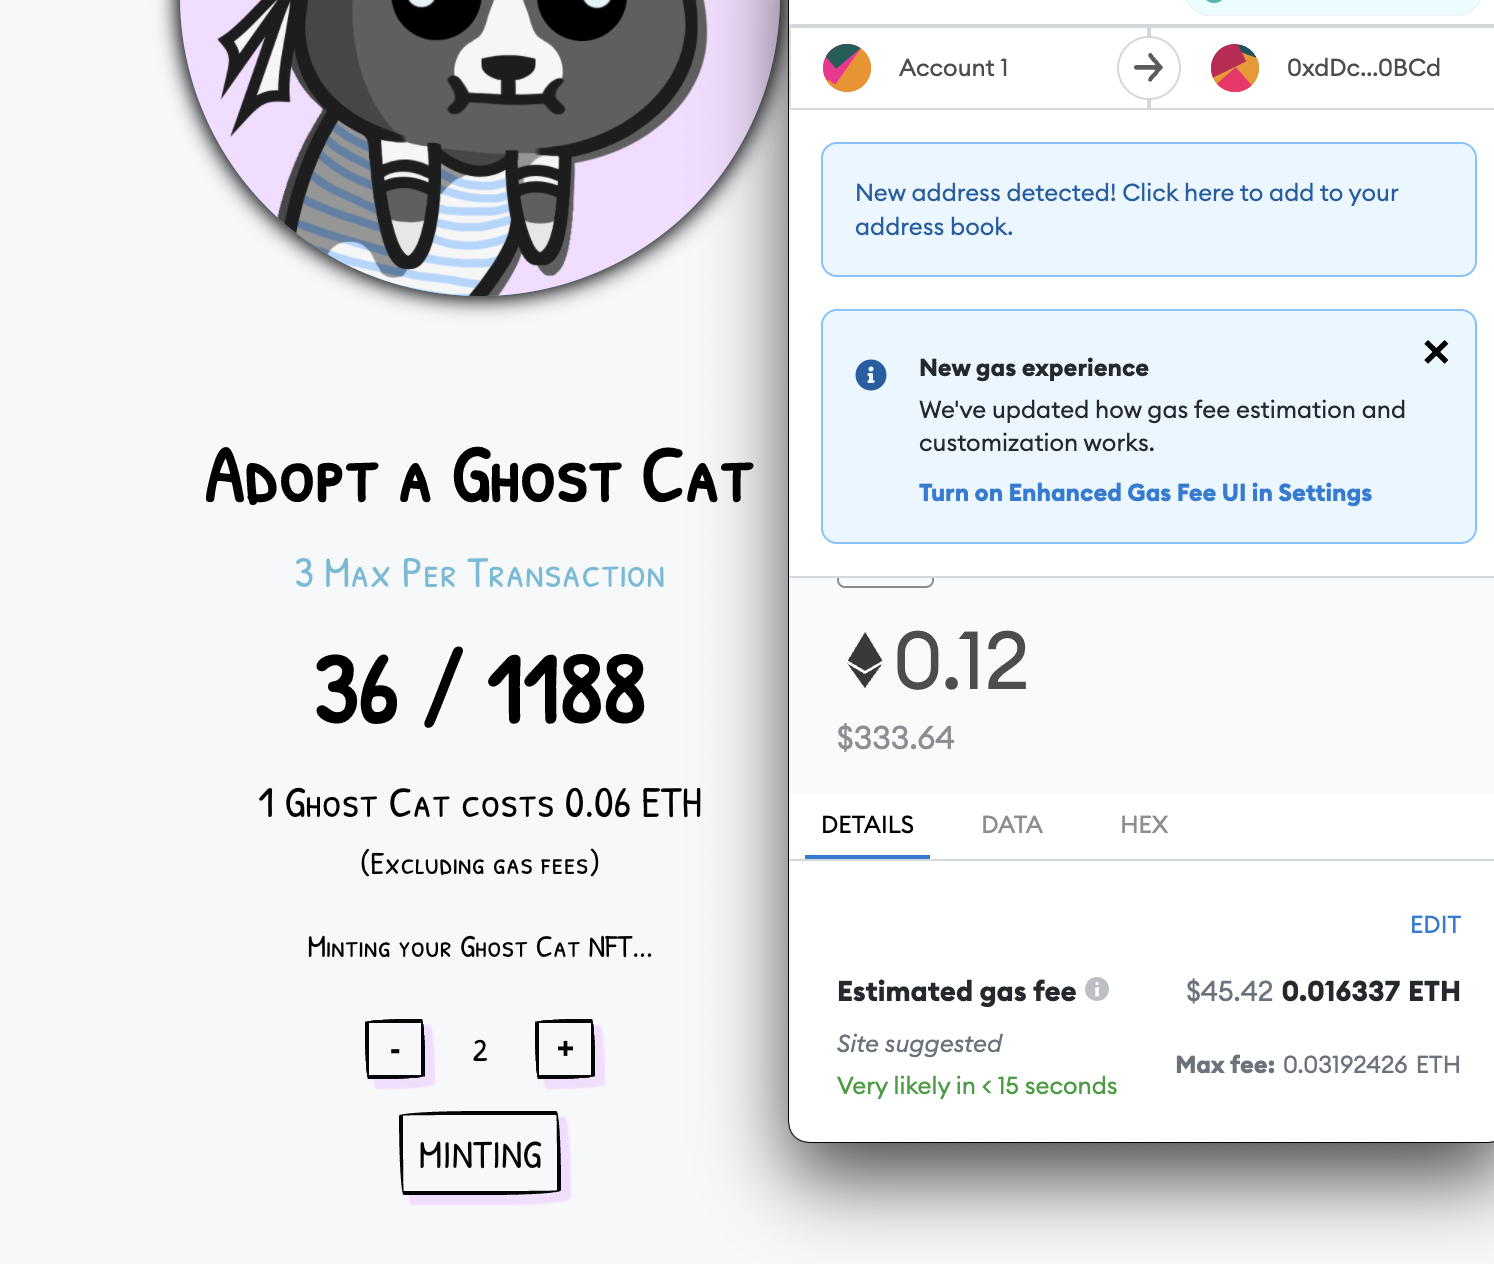 Adopt a Ghost Cat
3 Max Per Transaction
36 / 1188
1 Ghost Cat costs 0.06 ETH
(Excluding gas fees)
Minting your Ghost Cat NFT...
- 2 +
MINTING
Account 1
0xdDc...0BCd
New address detected! Click here to add to your
address book.
New gas experience
We've updated how gas fee estimation and
customization works.
Turn on Enhanced Gas Fee UI in Settings
0.12
$333.64
DETAILS DATA HEX
EDIT
Estimated gas fee $45.42 0.016337 ETH
Site suggested
Max fee: 0.03192426 ETH
Very likely in < 15 seconds